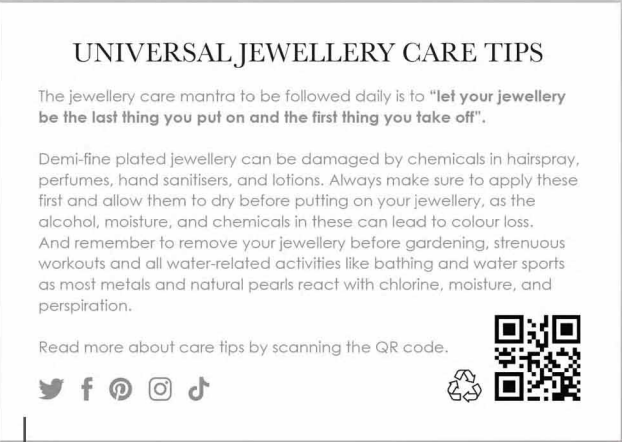 UNIVERSAL JEWELLERY CARE TIPS
The jewellery care mantra to be followed daily is to “let your jewellery
be the last thing you put on and the first thing you take off”.
Demi-fine plated jewellery can be damaged by chemicals in hairspray,
perfumes, hand sanitisers, and lotions. Always make sure to apply these
first and allow them to dry before putting on your jewellery, as the
alcohol, moisture, and chemicals in these can lead to colour loss.
And remember to remove your jewellery before gardening, strenuous
workouts and all water-related activities like bathing and water sports
as most metals and natural pearls react with chlorine, moisture, and
perspiration.
Read more about care tips by scanning the QR code.